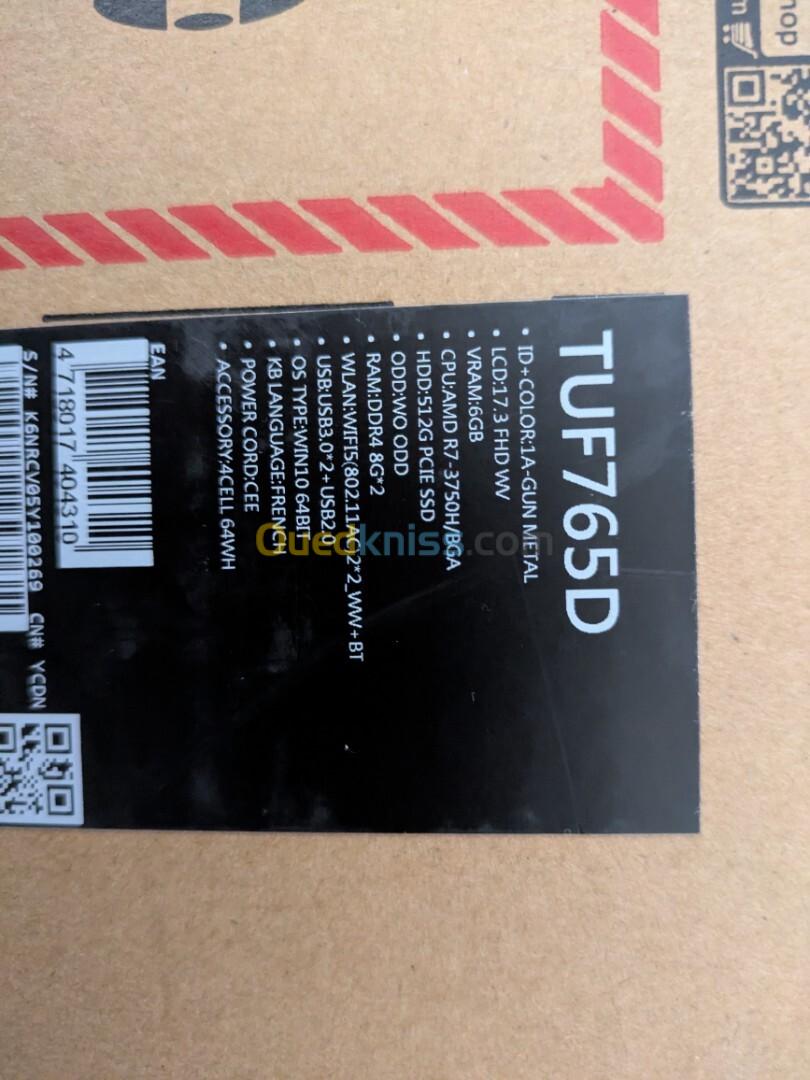 TUF765D
• ID+COLOR:1A-GUN METAL
• LCD:17.3 FHD WV
• VRAM:6GB
• CPU:AMD R7-3750H/BGA
• HDD:512G PCIE SSD
• ODD:WO ODD
• RAM:DDR4 8G*2
• WLAN:WIFI5(802.11AC)2*2_WW+BT
• USB:USB3.0*2+USB2.0
• OS TYPE:WIN10 64BIT
• KB LANGUAGE:FRENCH
• POWER CORD:CEE
• ACCESSORY:4CELL 64WH
EAN
4 718017 404310
S/N# K6NRCV05Y100269 CN# YCDN
Ouedkniss.com